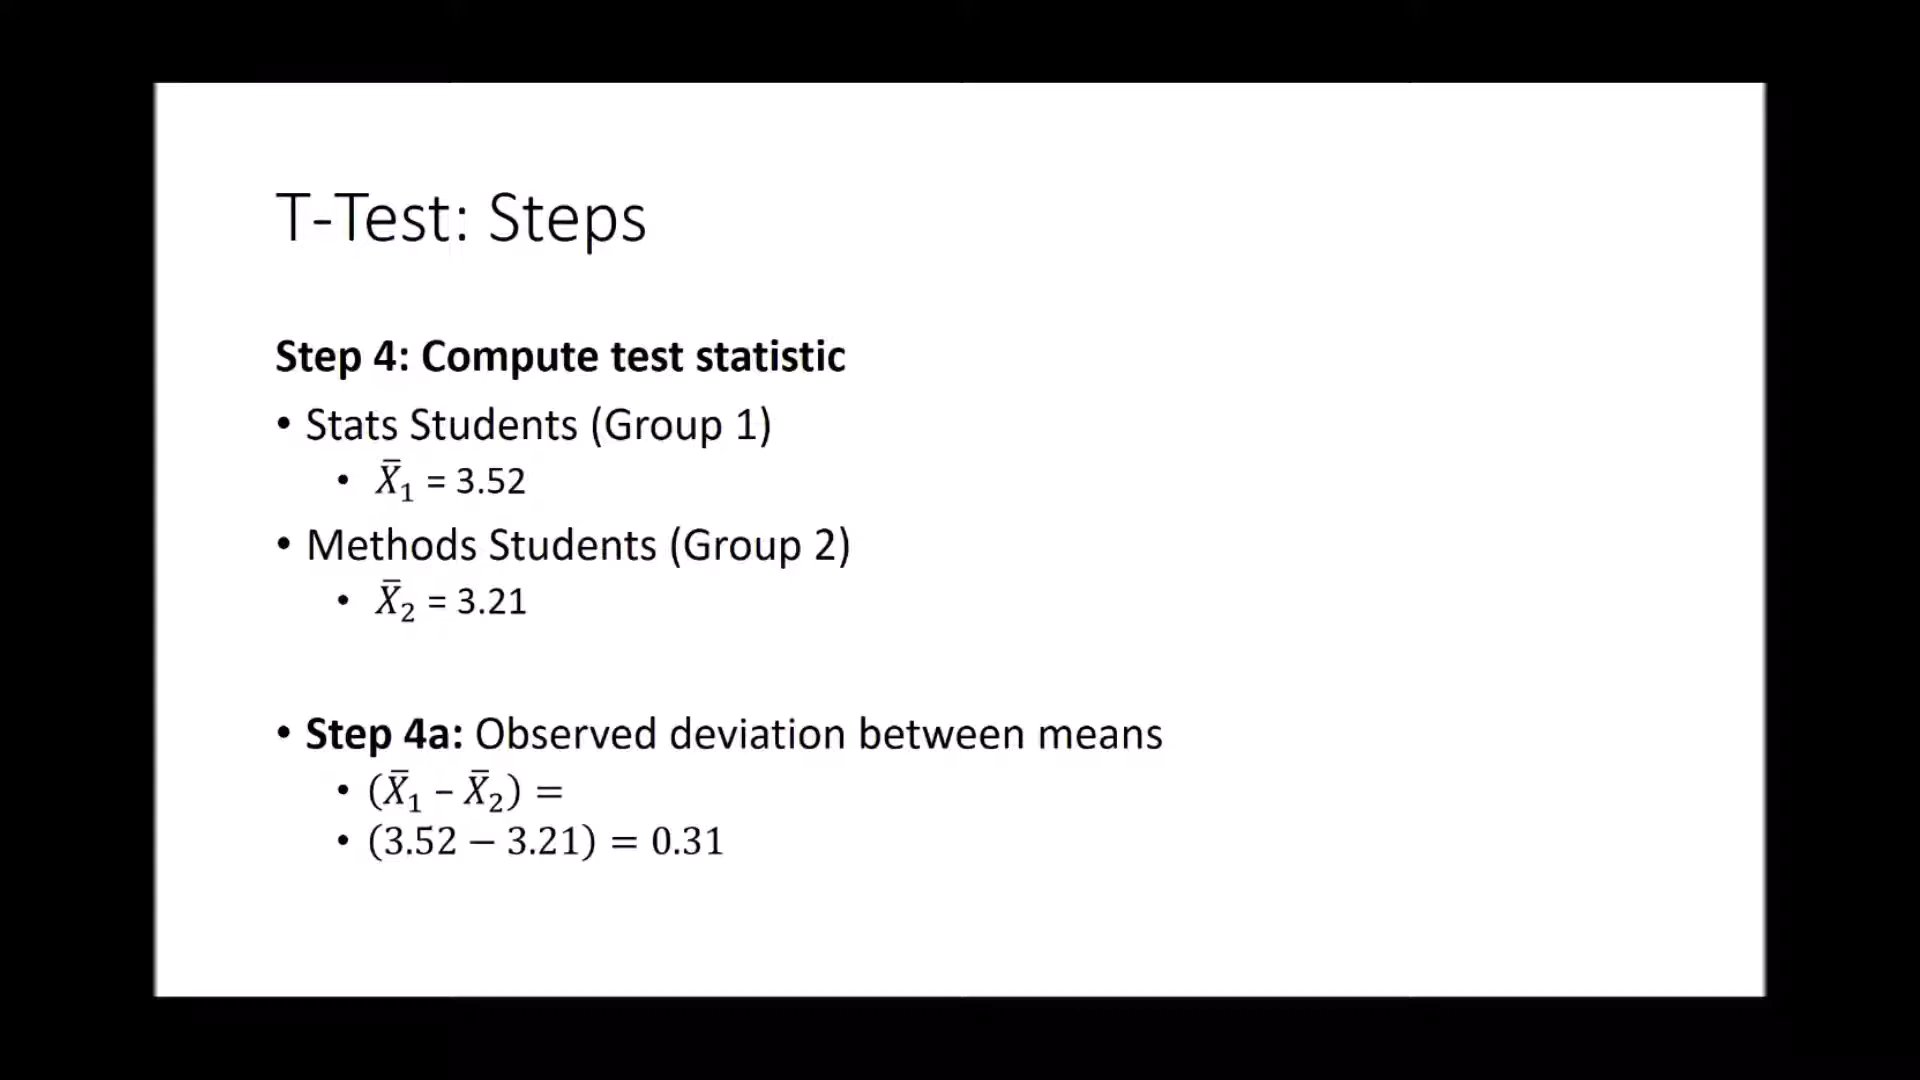 T-Test: Steps
Step 4: Compute test statistic
• Stats Students (Group 1)
• X̄₁ = 3.52
• Methods Students (Group 2)
• X̄₂ = 3.21
• Step 4a: Observed deviation between means
• (X̄₁ – X̄₂) =
• (3.52 − 3.21) = 0.31